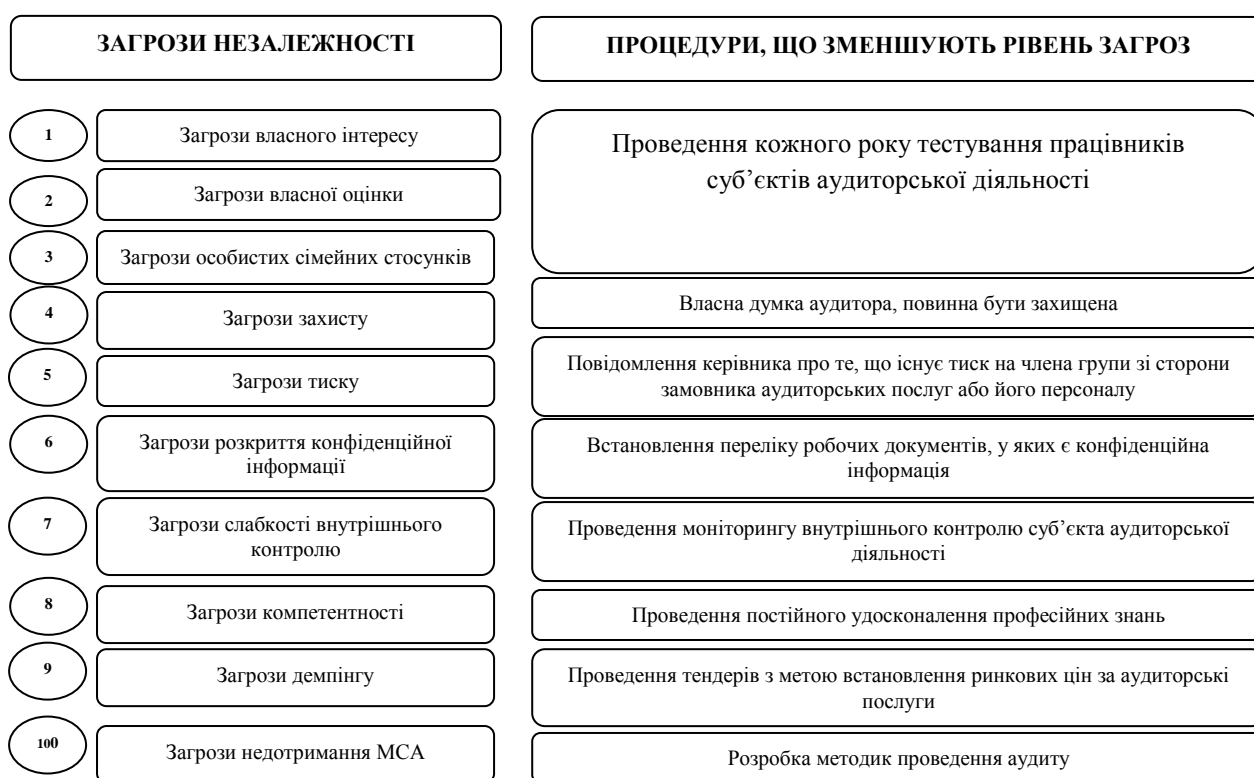 ЗАГРОЗИ НЕЗАЛЕЖНОСТІ
ПРОЦЕДУРИ, ЩО ЗМЕНШУЮТЬ РІВЕНЬ ЗАГРОЗ
1
Загрози власного інтересу
2
Загрози власної оцінки
3
Загрози особистих сімейних стосунків
Проведення кожного року тестування працівників
суб’єктів аудиторської діяльності
4
Загрози захисту
Власна думка аудитора, повинна бути захищена
5
Загрози тиску
Повідомлення керівника про те, що існує тиск на члена групи зі сторони
замовника аудиторських послуг або його персоналу
6
Загрози розкриття конфіденційної
інформації
Встановлення переліку робочих документів, у яких є конфіденційна
інформація
7
Загрози слабкості внутрішнього
контролю
Проведення моніторингу внутрішнього контролю суб’єкта аудиторської
діяльності
8
Загрози компетентності
Проведення постійного удосконалення професійних знань
9
Загрози демпінгу
Проведення тендерів з метою встановлення ринкових цін за аудиторські
послуги
100
Загрози недотримання МСА
Розробка методик проведення аудиту